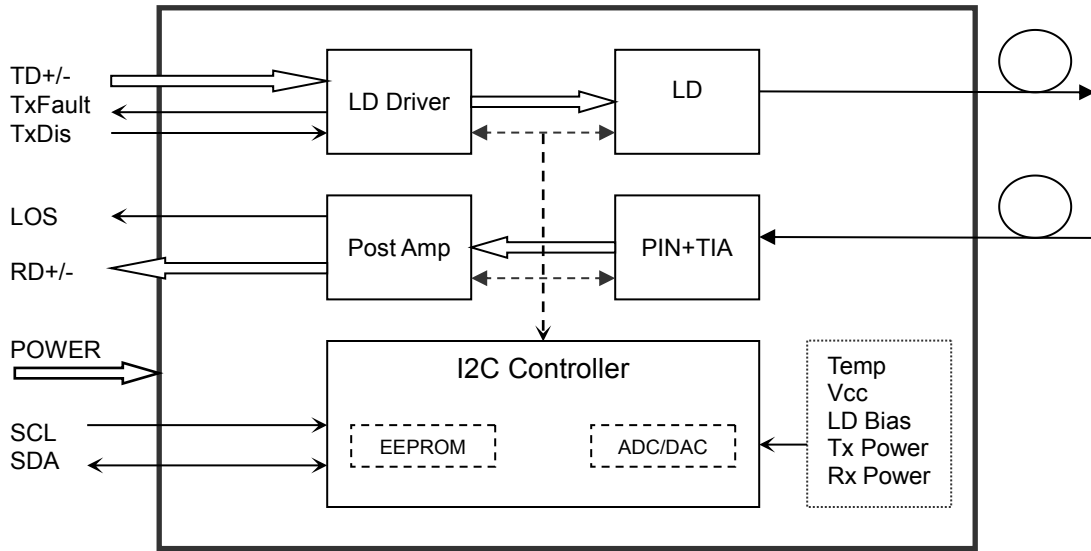 TD+/-
TxFault
TxDis
LD Driver
LD
LOS
RD+/-
Post Amp
PIN+TIA
POWER
SCL
SDA
I2C Controller
EEPROM
ADC/DAC
Temp
Vcc
LD Bias
Tx Power
Rx Power